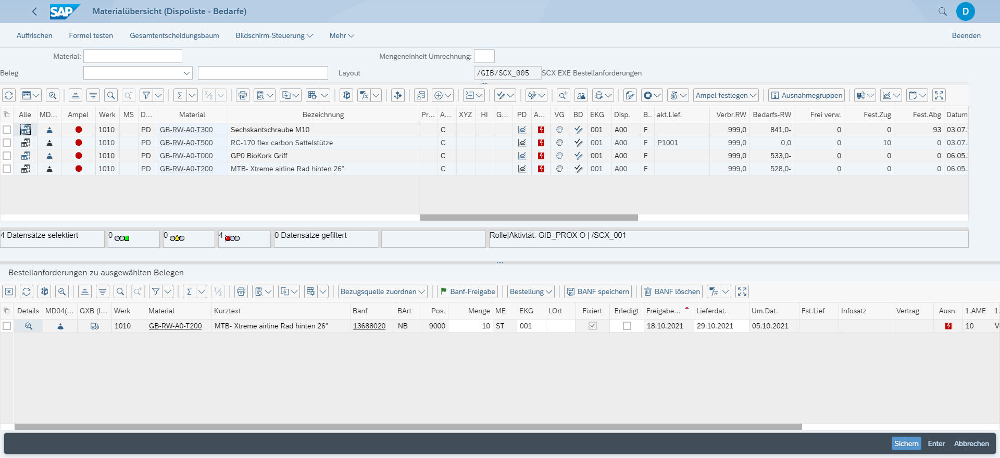 SAP Materialübersicht (Dispoliste - Bedarfe) D
Auffrischen Formel testen Gesamtentscheidungsbaum Bildschirm-Steuerung Mehr Beenden
Material: Mengeneinheit Umrechnung:
Beleg Layout /GIB/SCX_005 SCX EXE Bestellanforderungen
Ampel festlegen Ausnahmegruppen
Alle MD... Ampel Werk MS D... Material Bezeichnung Pr... A... XYZ HI G... PD A... VG BD EKG Disp. B.. akt.Lief. Verbr.RW Bedarfs-RW Frei verw. Fest.Zug Fest.Abg Datum
1010 PD GB-RW-A0-T300 Sechskantschraube M10 C 001 A00 F 999,0 841,0- 0 0 93 03.07.
1010 PD GB-RW-A0-T500 RC-170 flex carbon Sattelstütze C 001 A00 F P1001 999,0 0,0 0 10 0 03.07.
1010 PD GB-RW-A0-T000 GP0 BioKork Griff C 001 A00 F 999,0 533,0- 0 0 0 06.05.
1010 PD GB-RW-A0-T200 MTB- Xtreme airline Rad hinten 26" C 001 A00 F 999,0 528,0- 0 0 0 06.05.
4 Datensätze selektiert 0 0 4 0 Datensätze gefiltert Rolle|Aktivtät: GIB_PROX O | /SCX_001
Bestellanforderungen zu ausgewählten Belegen
Bezugsquelle zuordnen Banf-Freigabe Bestellung BANF speichern BANF löschen
Details MD04(... GXB (I... Werk Material Kurztext Banf BArt Pos. Menge ME EKG LOrt Fixiert Erledigt Freigabe... Lieferdat. Um.Dat. Fst.Lief Infosatz Vertrag Ausn. 1.AME 1.
1010 GB-RW-A0-T200 MTB- Xtreme airline Rad hinten 26" 13688020 NB 9000 10 ST 001 18.10.2021 29.10.2021 05.10.2021 10 V
Sichern Enter Abbrechen